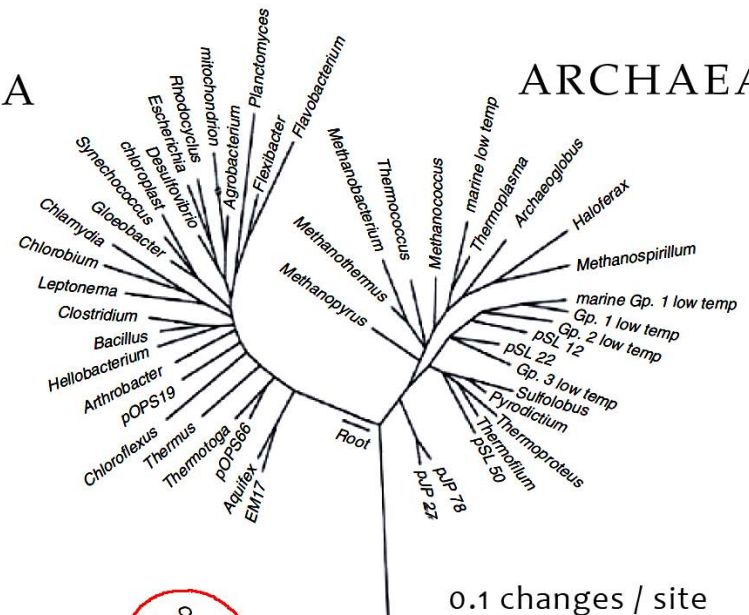 A
ARCHAEA
Planctomyces
Flavobacterium
mitochondrion
Rhodocyclus
Escherichia
Desulfovibrio
Agrobacterium
Flexibacter
chloroplast
Synechococcus
Gloeobacter
Chlamydia
Chlorobium
Leptonema
Clostridium
Bacillus
Heliobacterium
Arthrobacter
pOPS19
Chloroflexus
Thermus
Thermotoga
pOPS66
Aquifex
EM17
Root
Methanopyrus
Methanothermus
Methanobacterium
Thermococcus
Methanococcus
marine low temp
Thermoplasma
Archaeoglobus
Haloferax
Methanospirillum
marine Gp. 1 low temp
Gp. 1 low temp
Gp. 2 low temp
pSL 12
pSL 22
Gp. 3 low temp
Sulfolobus
Pyrodictium
Thermoproteus
Thermofilum
pSL 50
pJP 78
pJP 27
0.1 changes / site